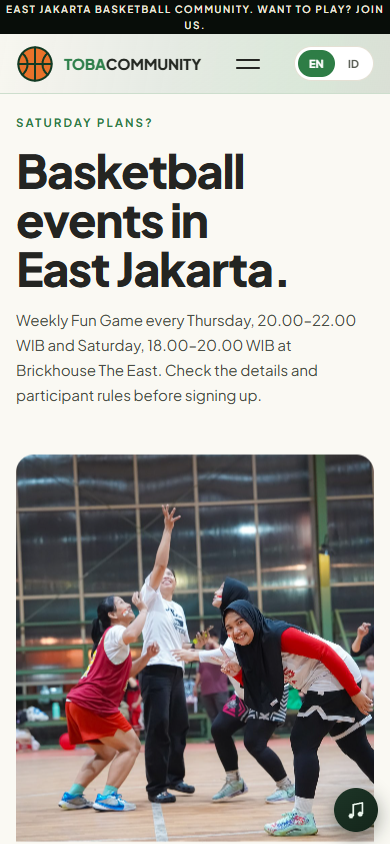 EAST JAKARTA BASKETBALL COMMUNITY. WANT TO PLAY? JOIN
US.
TOBACOMMUNITY
EN
ID
SATURDAY PLANS?
Basketball
events in
East Jakarta.
Weekly Fun Game every Thursday, 20.00–22.00
WIB and Saturday, 18.00–20.00 WIB at
Brickhouse The East. Check the details and
participant rules before signing up.